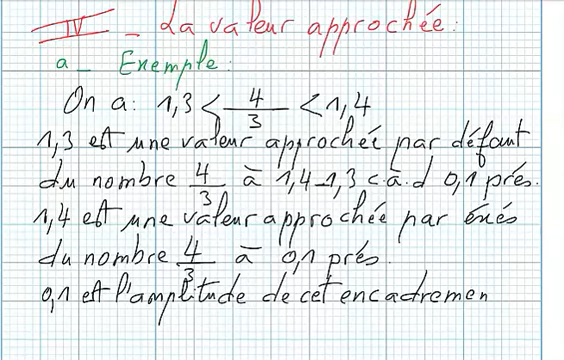 IV - La valeur approchée:
a - Exemple:
On a: 1,3 < 4/3 < 1,4
1,3 est une valeur approchée par défaut
du nombre 4/3 à 1,4-1,3 c.à.d 0,1 prés.
1,4 est une valeur approchée par éxés
du nombre 4/3 à 0,1 prés.
0,1 est l'amplitude de cet encadremen